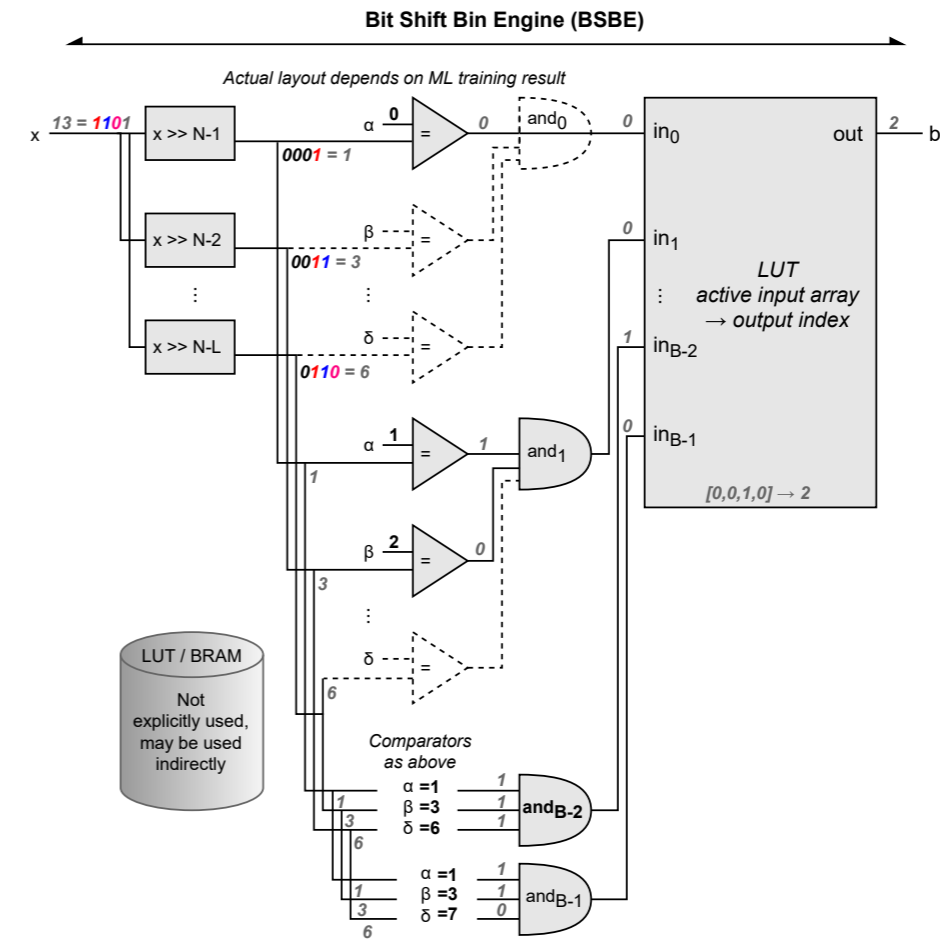 Bit Shift Bin Engine (BSBE)
Actual layout depends on ML training result
x
13 = 1101
x >> N-1
0001 = 1
α
0
=
0
and0
0
in0
out
2
b
x >> N-2
0011 = 3
β
=
0
in1
⋮
⋮
⋮
LUT
active input array
→ output index
x >> N-L
0110 = 6
δ
=
1
inB-2
0
inB-1
[0,0,1,0] → 2
α
1
=
1
1
and1
β
2
=
0
3
⋮
δ
=
6
LUT / BRAM
Not
explicitly used,
may be used
indirectly
Comparators
as above
α =1
1
1
β =3
1
3
δ =6
1
6
andB-2
α =1
1
1
β =3
1
3
δ =7
0
6
andB-1